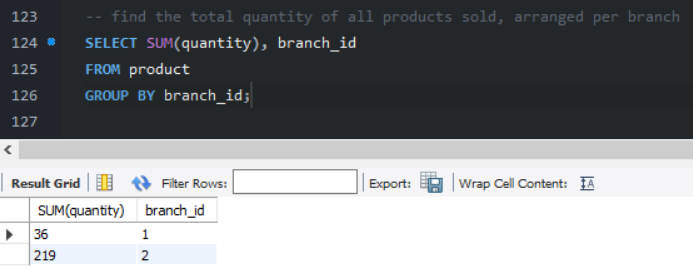 123 -- find the total quantity of all products sold, arranged per branch
124 SELECT SUM(quantity), branch_id
125 FROM product
126 GROUP BY branch_id;
127
Result Grid Filter Rows: Export: Wrap Cell Content: IA
SUM(quantity) branch_id
36 1
219 2